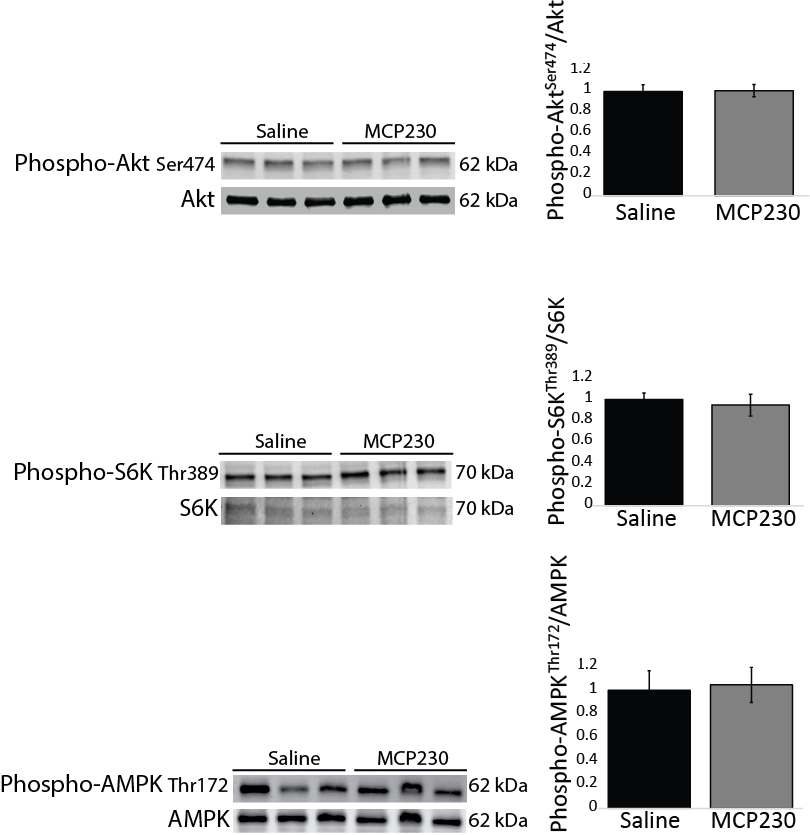 Saline MCP230
Phospho-Akt Ser474 62 kDa
Akt 62 kDa
Phospho-Akt^Ser474/Akt
1.2
1
0.8
0.6
0.4
0.2
0
Saline MCP230
Saline MCP230
Phospho-S6K Thr389 70 kDa
S6K 70 kDa
Phospho-S6K^Thr389/S6K
1.2
1
0.8
0.6
0.4
0.2
0
Saline MCP230
Saline MCP230
Phospho-AMPK Thr172 62 kDa
AMPK 62 kDa
Phospho-AMPK^Thr172/AMPK
1.2
1
0.8
0.6
0.4
0.2
0
Saline MCP230